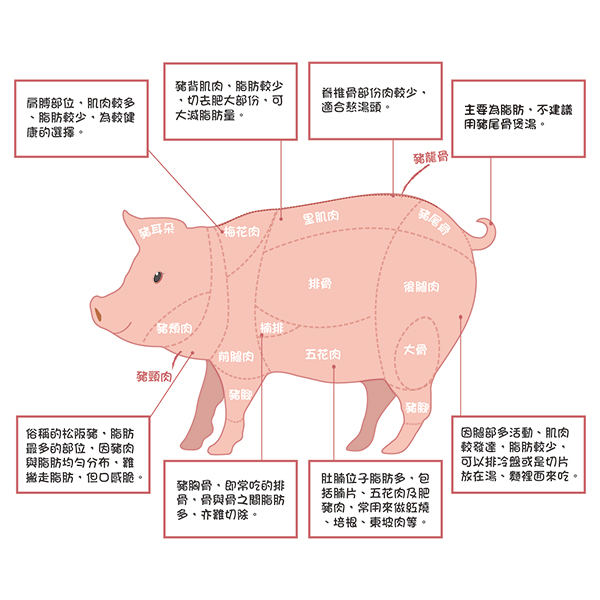 肩膊部位，肌肉較多
、脂肪較少，為較健
康的選擇。
豬背肌肉，脂肪較少
，切去肥大部份，可
大減脂肪量。
脊椎骨部份肉較少，
適合熬湯頭。
主要為脂肪，不建議
用豬尾骨煲湯。
豬龍骨
豬耳朵
梅花肉
里肌肉
豬尾骨
排骨
後腿肉
豬頰肉
豬頸肉
前腿肉
楠排
五花肉
大骨
豬腳
豬腳
俗稱的松阪豬，脂肪
最多的部位，因豬肉
與脂肪均勻分布，難
撇走脂肪，但口感脆。
豬胸骨，即常吃的排
骨，骨與骨之間脂肪
多，亦難切除。
肚腩位子脂肪多，包
括腩片、五花肉及肥
豬肉，常用來做紅燒
、培根、東坡肉等。
因腿部多活動、肌肉
較發達，脂肪較少，
可以排冷盤或是切片
放在湯、麵裡面來吃。